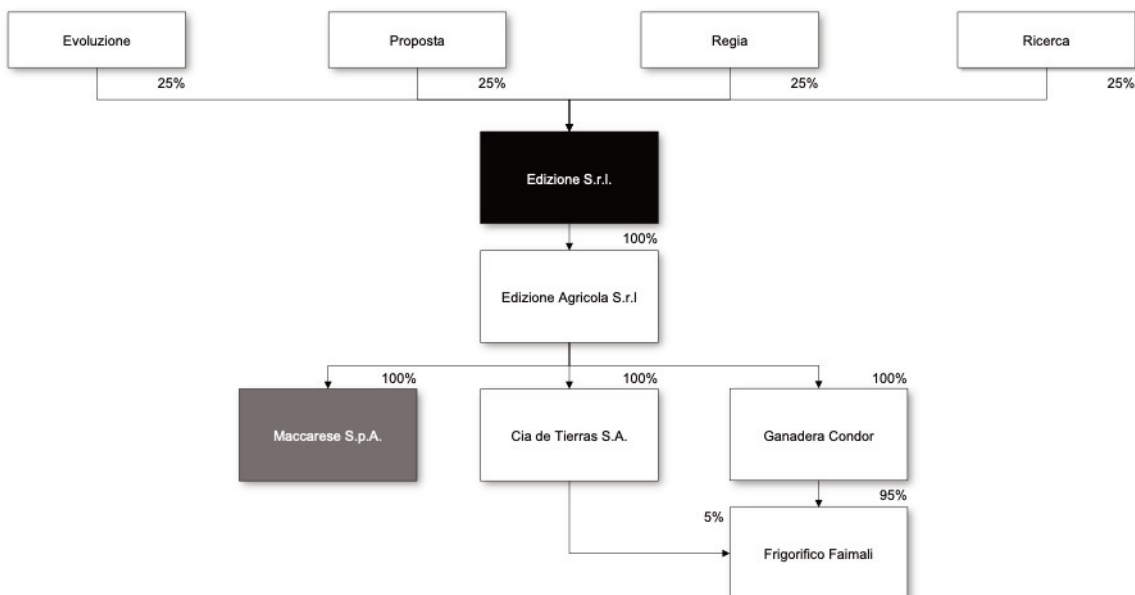 Evoluzione
Proposta
Regia
Ricerca
25%
25%
25%
25%
Edizione S.r.l.
100%
Edizione Agricola S.r.l
100%
100%
100%
Maccarese S.p.A.
Cia de Tierras S.A.
Ganadera Condor
95%
5%
Frigorifico Faimali